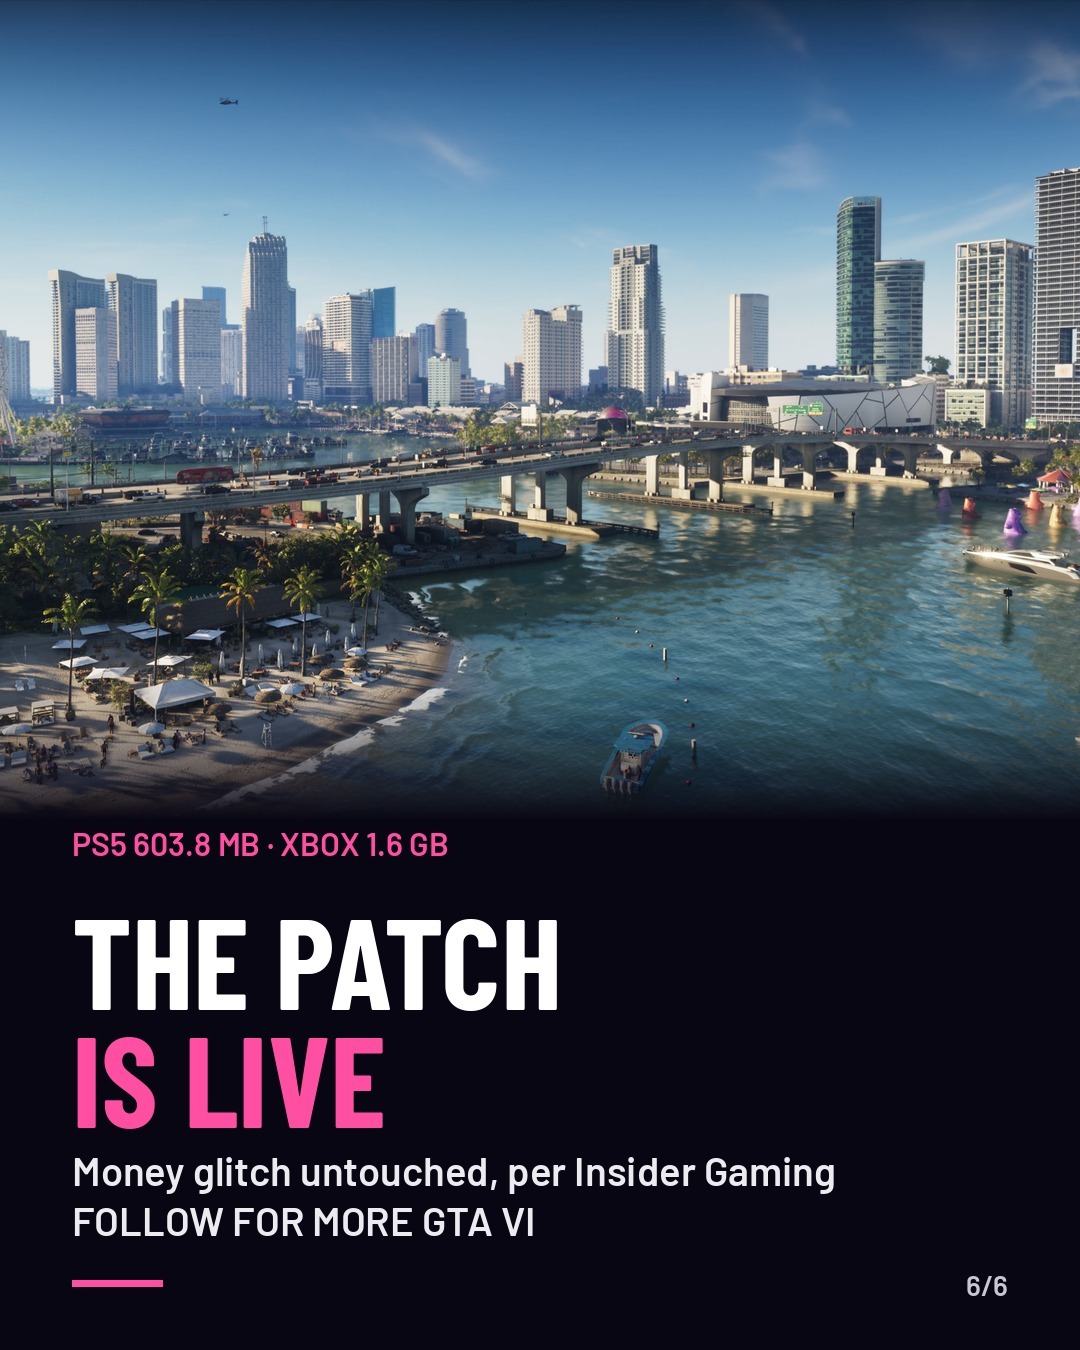 PS5 603.8 MB · XBOX 1.6 GB
THE PATCH
IS LIVE
Money glitch untouched, per Insider Gaming
FOLLOW FOR MORE GTA VI
6/6